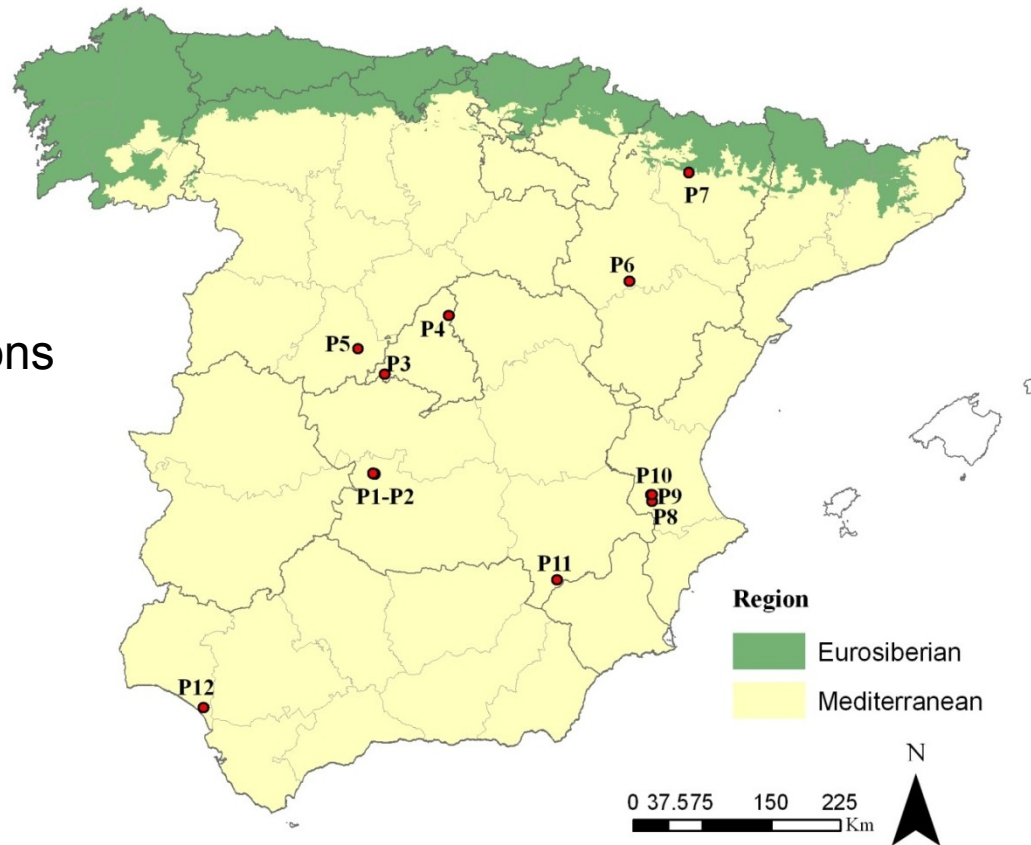 ons
P7
P6
P4
P5
P3
P1-P2
P10
P9
P8
P11
P12
Region
Eurosiberian
Mediterranean
N
0 37.575 150 225
Km